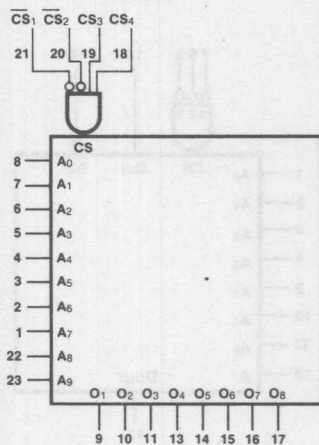 C̅S̅₁ C̅S̅₂ CS₃ CS₄
21 20 19 18
CS
8 A₀
7 A₁
6 A₂
5 A₃
4 A₄
3 A₅
2 A₆
1 A₇
22 A₈
23 A₉
O₁ O₂ O₃ O₄ O₅ O₆ O₇ O₈
9 10 11 13 14 15 16 17